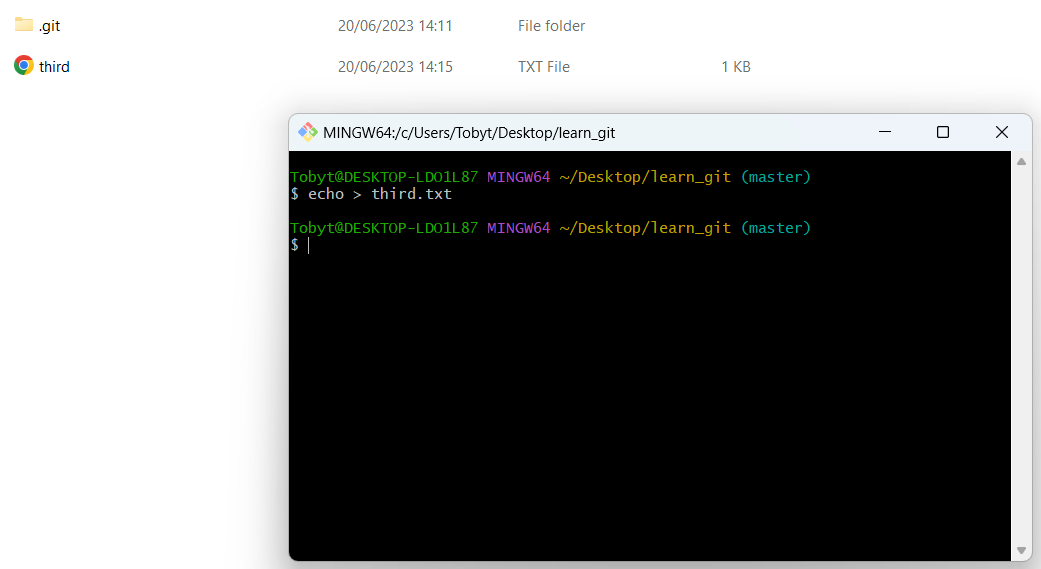 .git 20/06/2023 14:11 File folder
third 20/06/2023 14:15 TXT File 1 KB
MINGW64:/c/Users/Tobyt/Desktop/learn_git
Tobyt@DESKTOP-LDO1L87 MINGW64 ~/Desktop/learn_git (master)
$ echo > third.txt
Tobyt@DESKTOP-LDO1L87 MINGW64 ~/Desktop/learn_git (master)
$